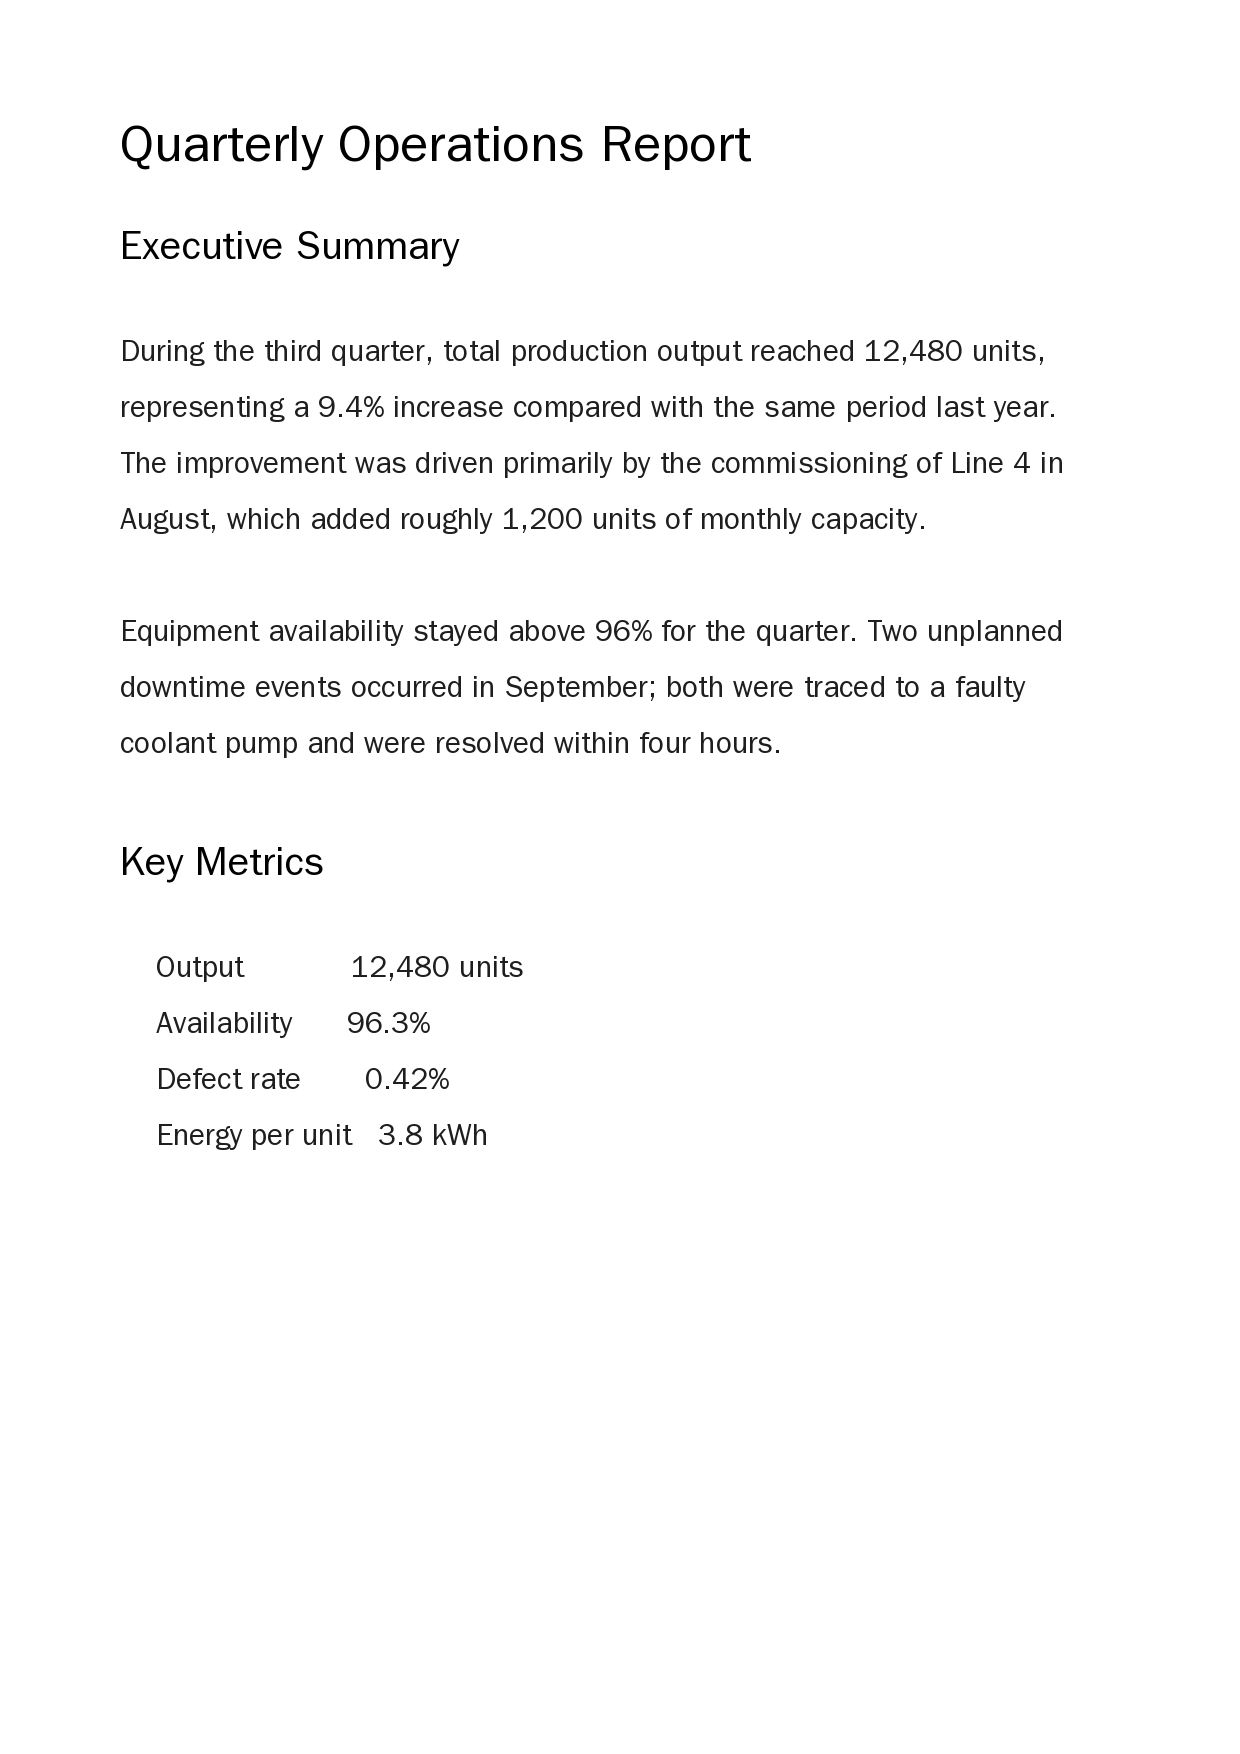 Quarterly Operations Report
Executive Summary
During the third quarter, total production output reached 12,480 units,
representing a 9.4% increase compared with the same period last year.
The improvement was driven primarily by the commissioning of Line 4 in
August, which added roughly 1,200 units of monthly capacity.
Equipment availability stayed above 96% for the quarter. Two unplanned
downtime events occurred in September; both were traced to a faulty
coolant pump and were resolved within four hours.
Key Metrics
Output 12,480 units
Availability 96.3%
Defect rate 0.42%
Energy per unit 3.8 kWh